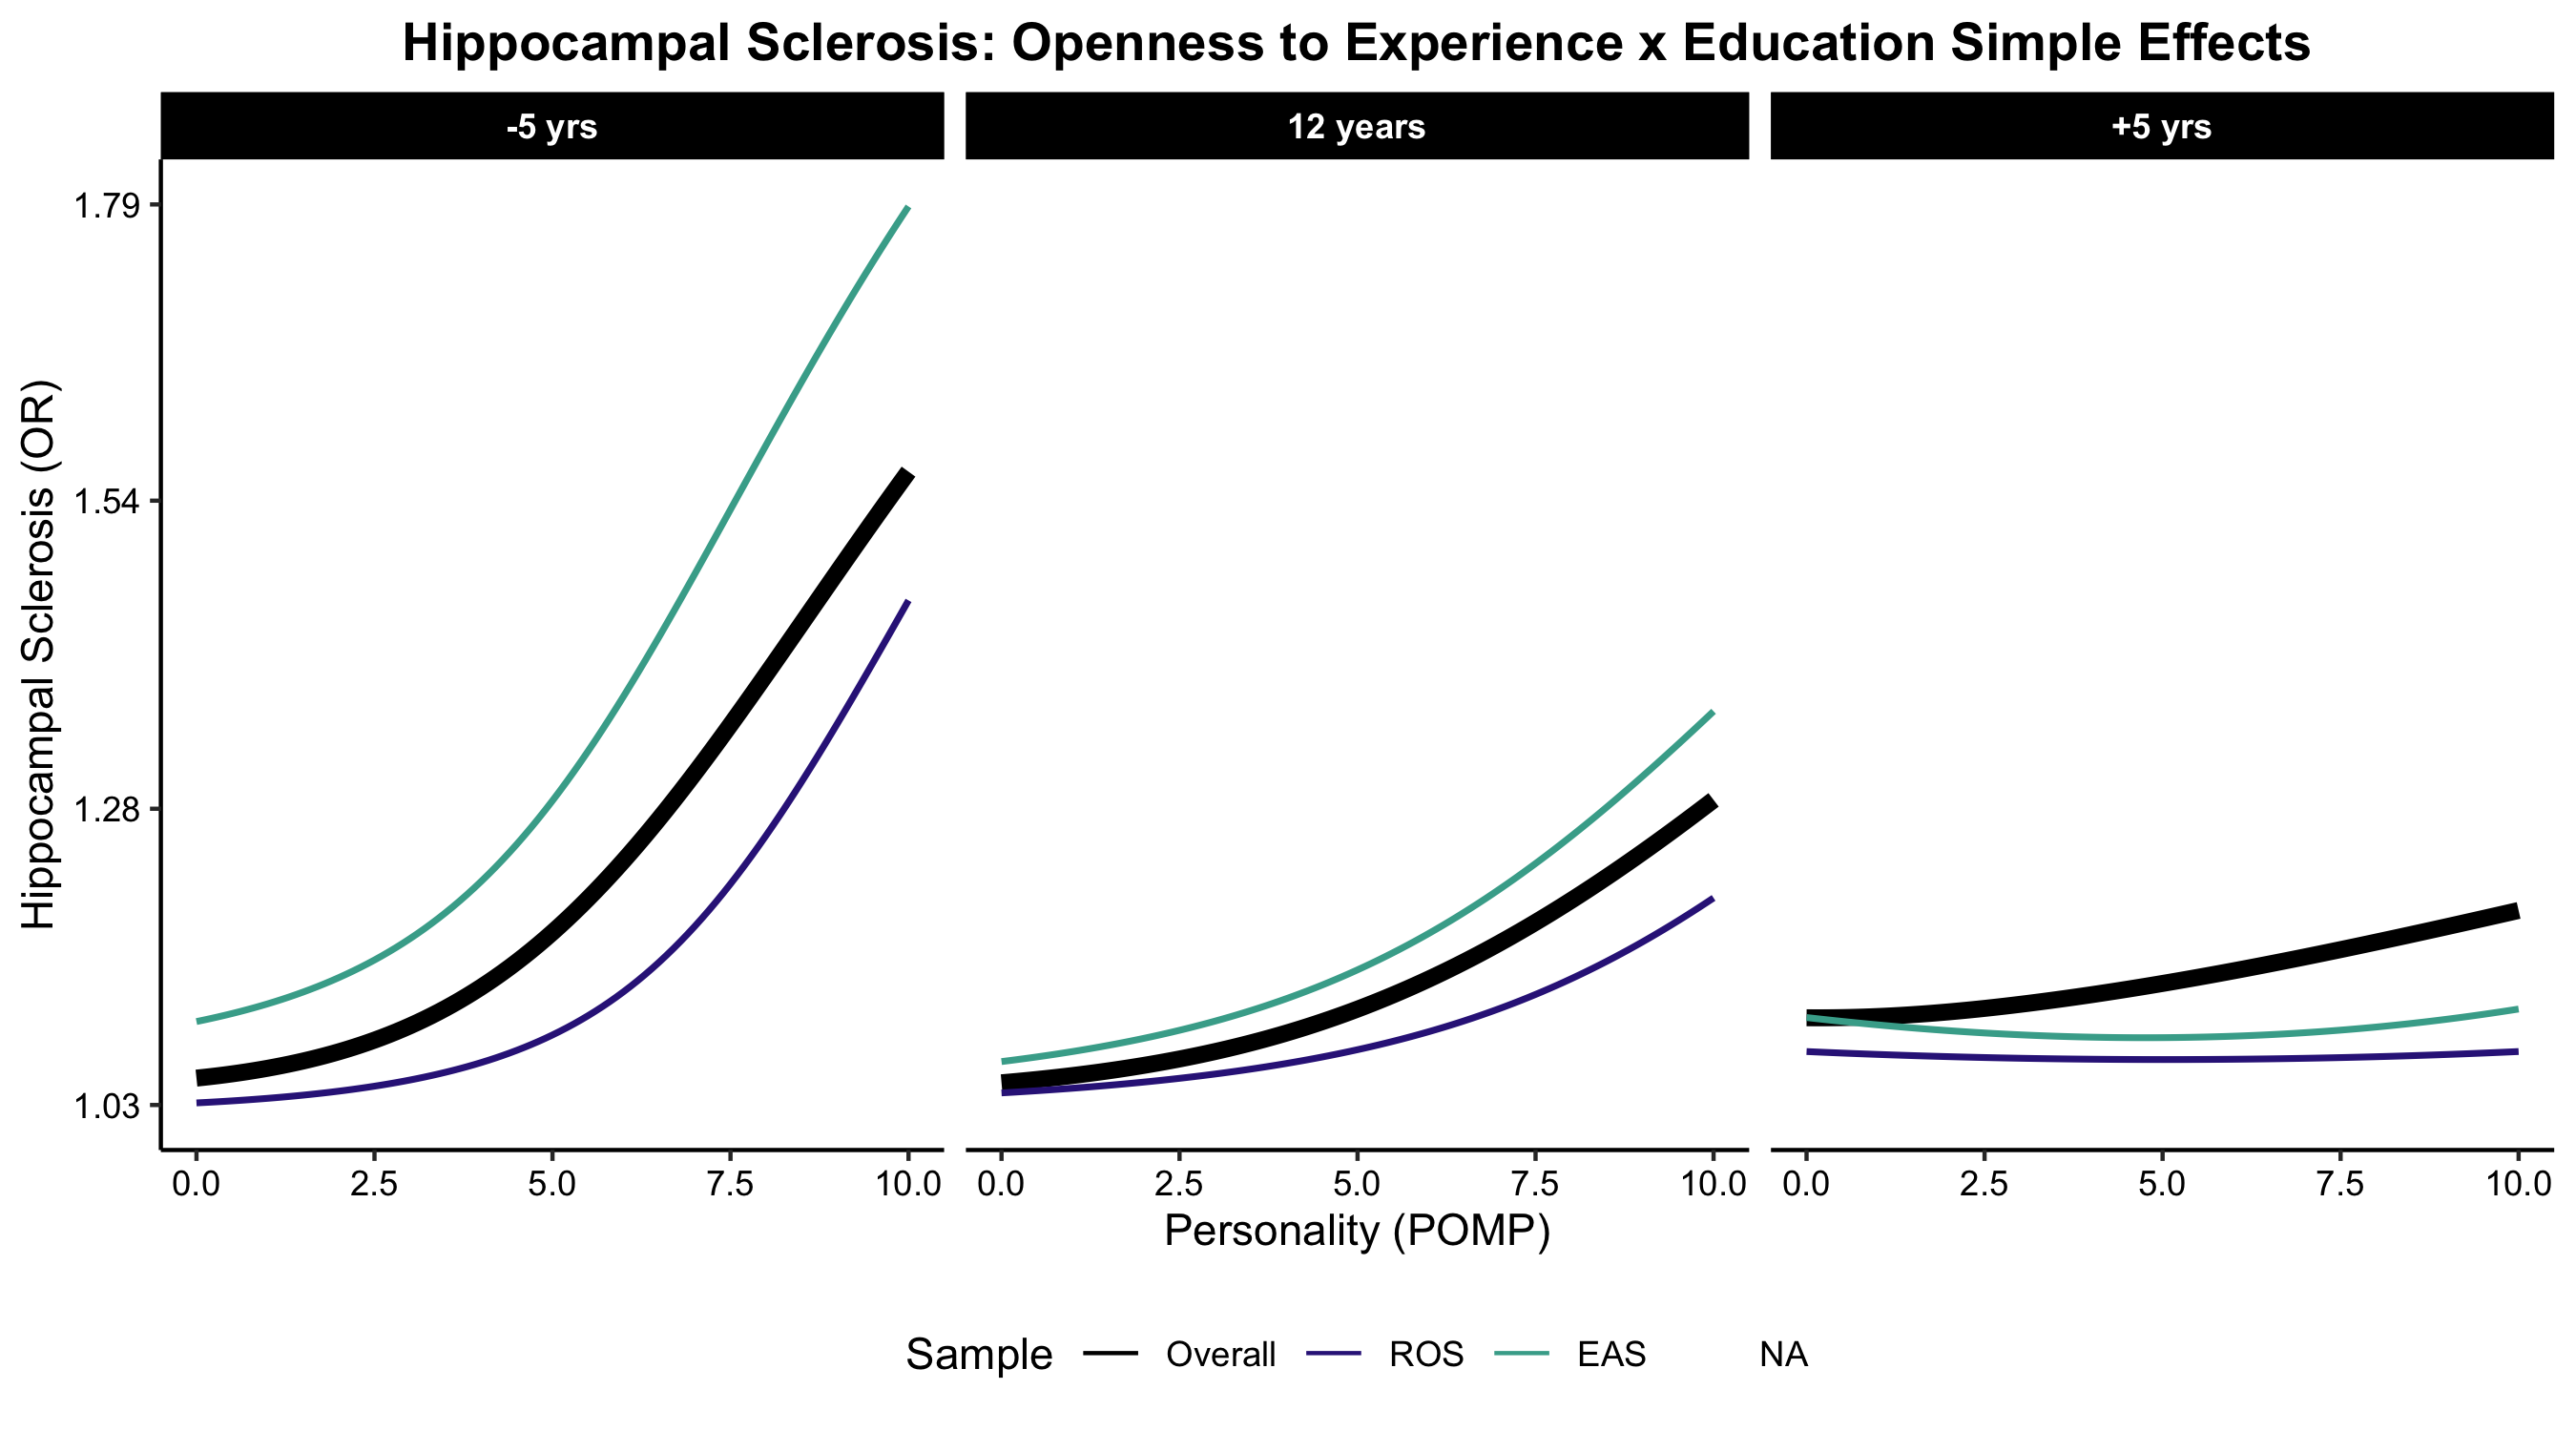 Hippocampal Sclerosis: Openness to Experience x Education Simple Effects
-5 yrs 12 years +5 yrs
Hippocampal Sclerosis (OR)
1.79
1.54
1.28
1.03
0.0 2.5 5.0 7.5 10.0 0.0 2.5 5.0 7.5 10.0 0.0 2.5 5.0 7.5 10.0
Personality (POMP)
Sample Overall ROS EAS NA